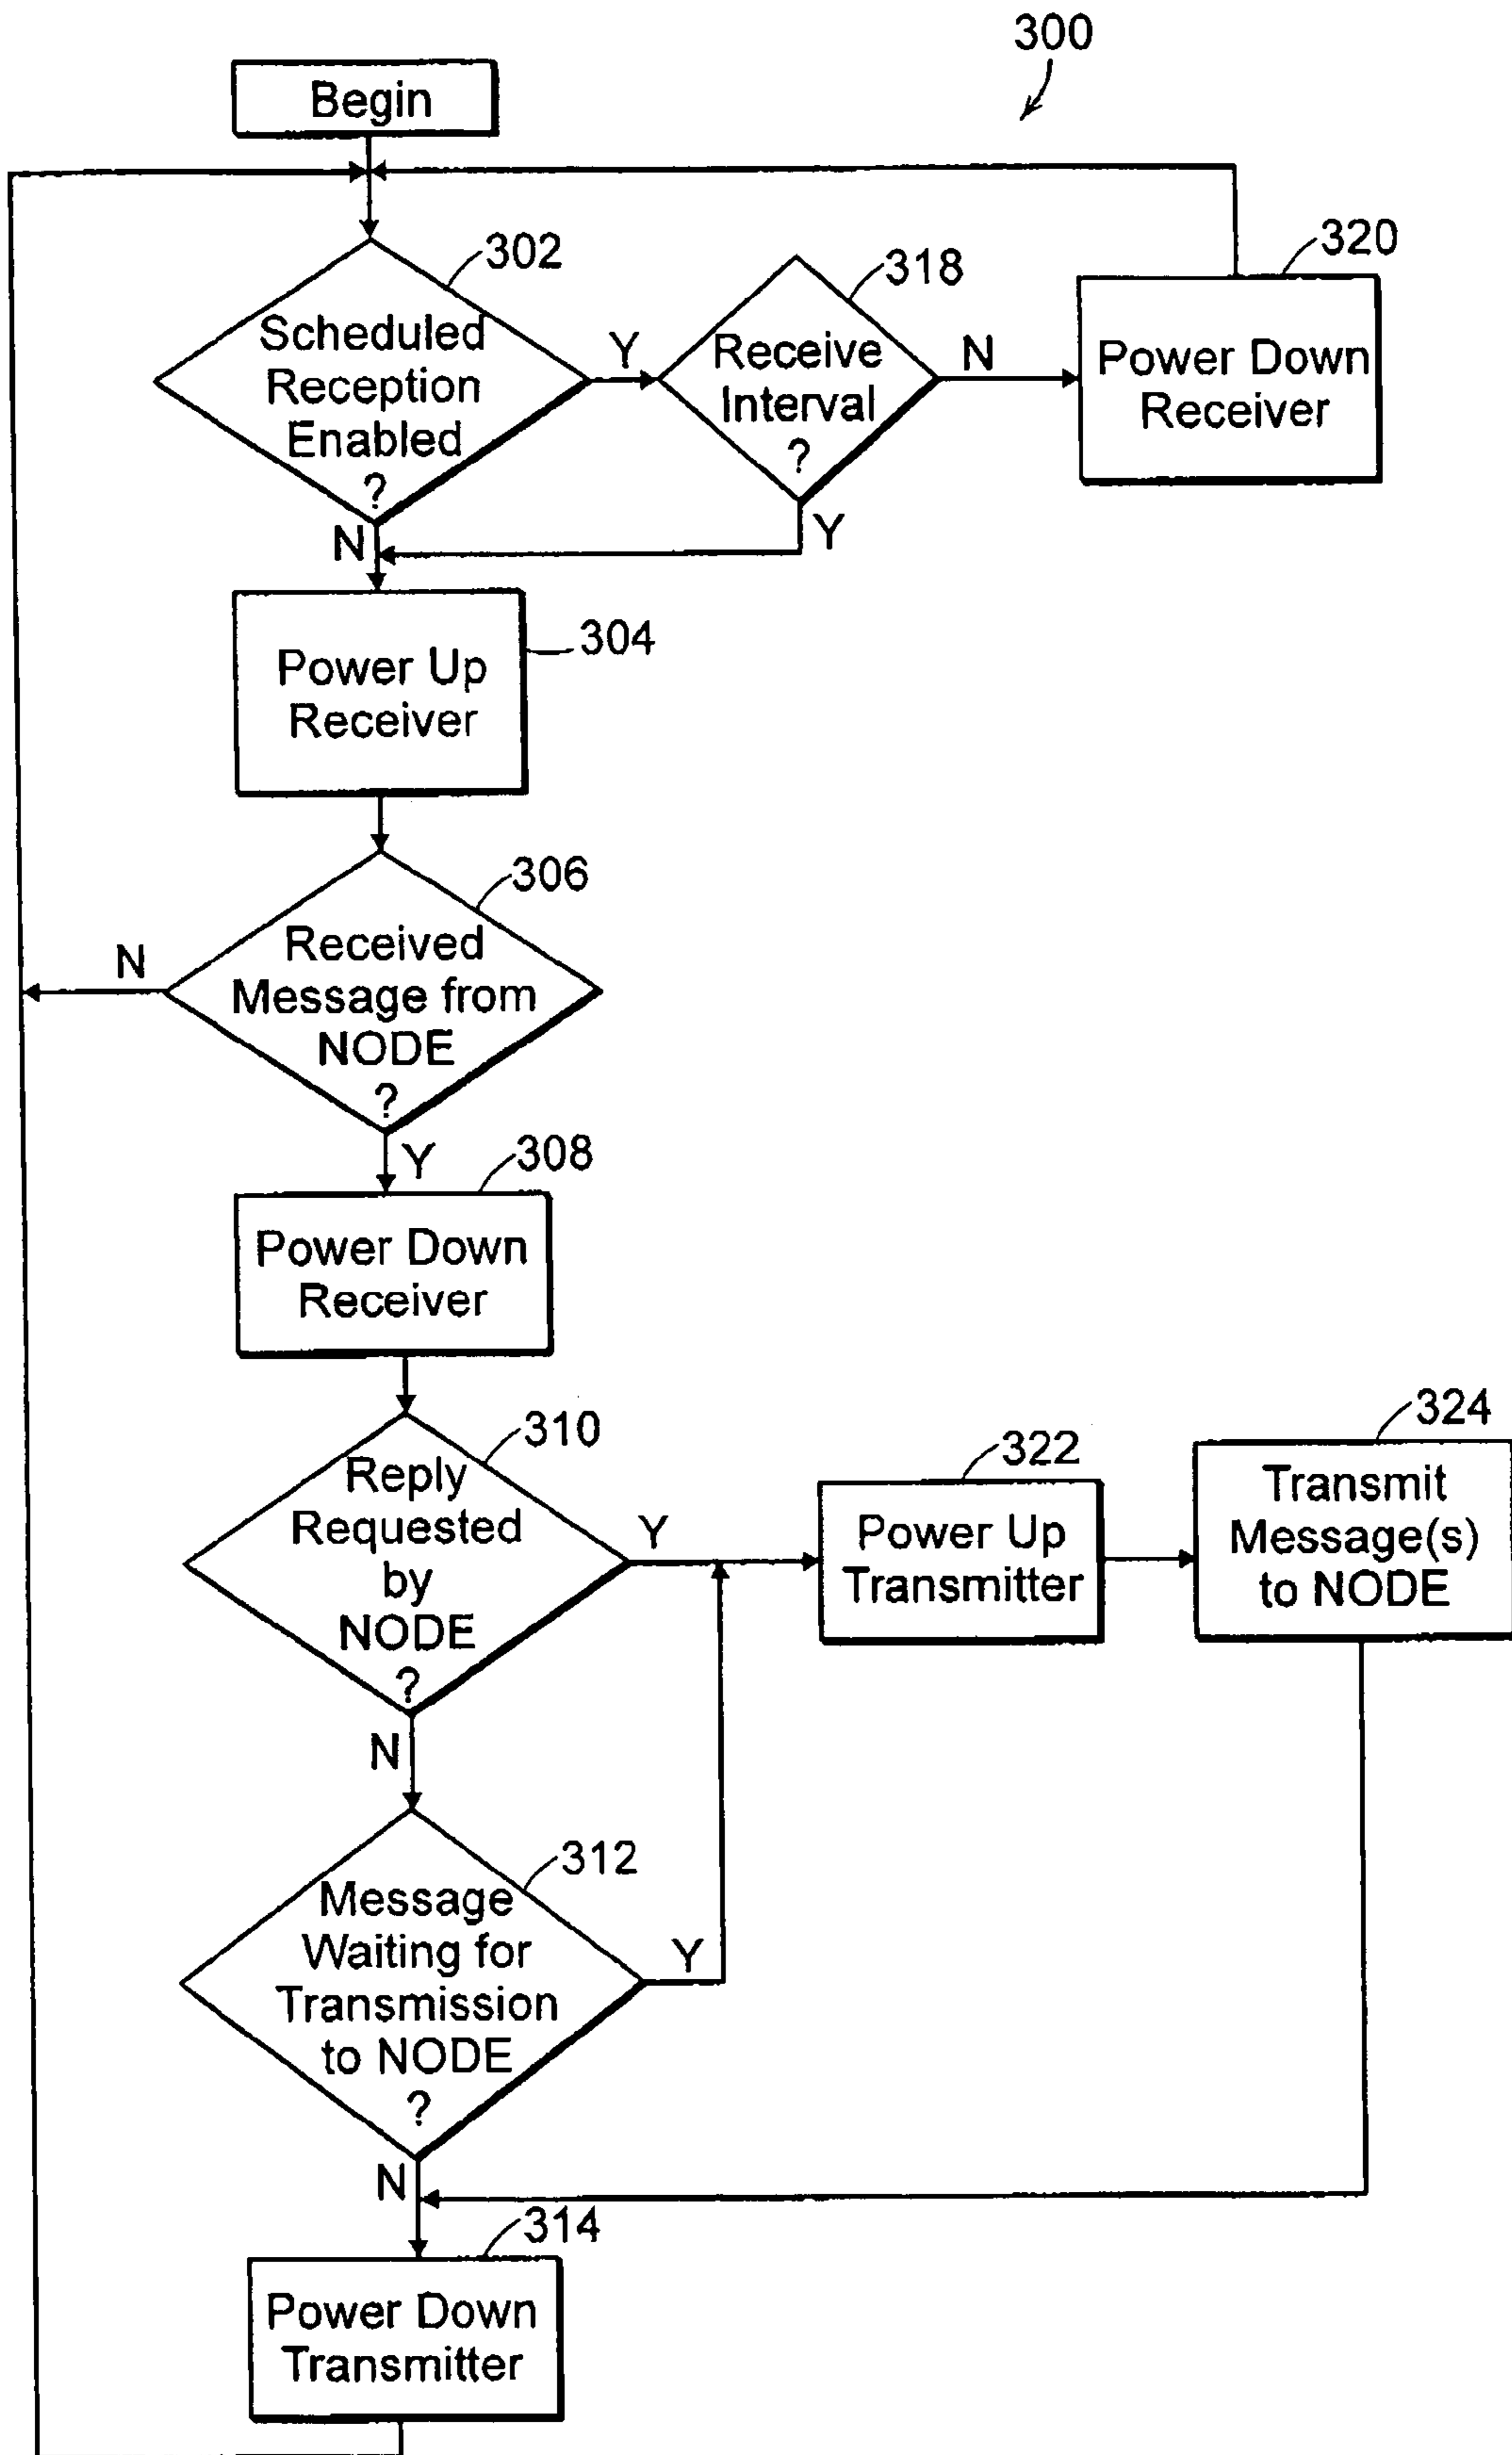 300
Begin
302
Scheduled
Reception
Enabled
?
Y
N
318
Receive
Interval
?
N
Y
320
Power Down
Receiver
304
Power Up
Receiver
306
Received
Message from
NODE
?
N
Y
308
Power Down
Receiver
310
Reply
Requested
by
NODE
?
Y
N
322
Power Up
Transmitter
324
Transmit
Message(s)
to NODE
312
Message
Waiting for
Transmission
to NODE
?
Y
N
314
Power Down
Transmitter